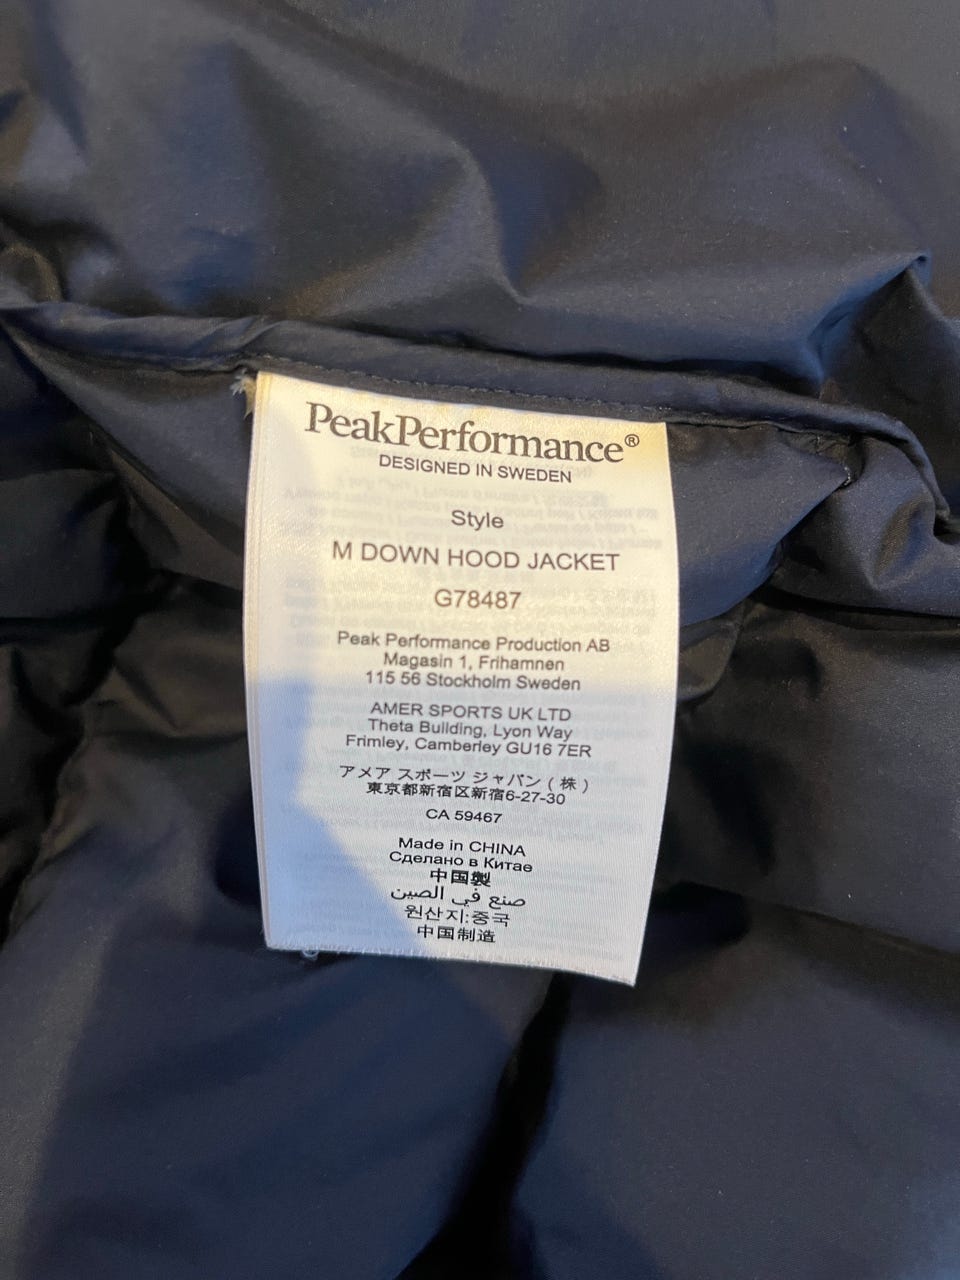 PeakPerformance®
DESIGNED IN SWEDEN
Style
M DOWN HOOD JACKET
G78487
Peak Performance Production AB
Magasin 1, Frihamnen
115 56 Stockholm Sweden
AMER SPORTS UK LTD
Theta Building, Lyon Way
Frimley, Camberley GU16 7ER
アメア スポーツ ジャパン ( 株 )
東京都新宿区新宿6-27-30
CA 59467
Made in CHINA
Сделано в Китае
中国製
صنع في الصين
원산지:중국
中国制造